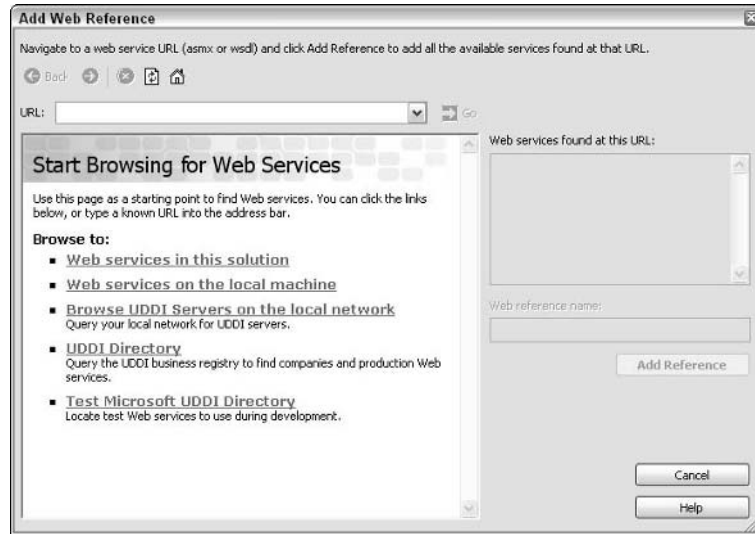 Add Web Reference
Navigate to a web service URL (asmx or wsdl) and click Add Reference to add all the available services found at that URL.
Back
URL:
Go
Start Browsing for Web Services
Use this page as a starting point to find Web services. You can click the links
below, or type a known URL into the address bar.
Browse to:
Web services in this solution
Web services on the local machine
Browse UDDI Servers on the local network
Query your local network for UDDI servers.
UDDI Directory
Query the UDDI business registry to find companies and production Web
services.
Test Microsoft UDDI Directory
Locate test Web services to use during development.
Web services found at this URL:
Web reference name:
Add Reference
Cancel
Help